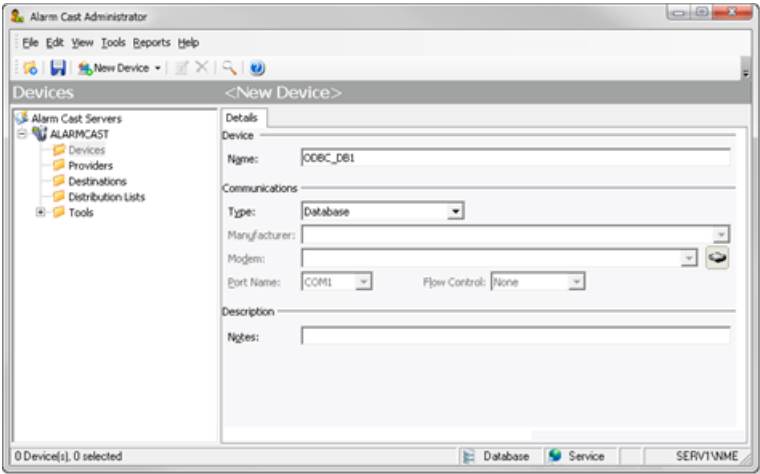 Alarm Cast Administrator
File Edit View Tools Reports Help
New Device
Devices
<New Device>
Alarm Cast Servers
ALARMCAST
Devices
Providers
Destinations
Distribution Lists
Tools
Details
Device
Name: ODBC_DB1
Communications
Type: Database
Manufacturer:
Modem:
Port Name: COM1 Flow Control: None
Description
Notes:
0 Device(s), 0 selected
Database Service SERV1\NME